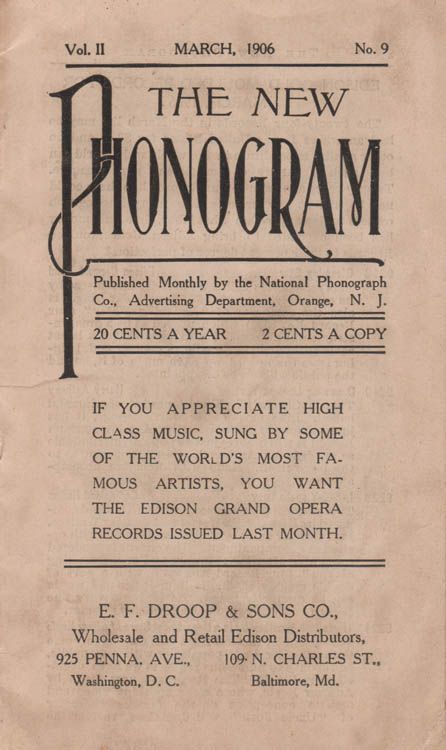 Vol. II MARCH, 1906 No. 9
THE NEW
PHONOGRAM
Published Monthly by the National Phonograph
Co., Advertising Department, Orange, N. J.
20 CENTS A YEAR 2 CENTS A COPY
IF YOU APPRECIATE HIGH
CLASS MUSIC, SUNG BY SOME
OF THE WORLD'S MOST FA-
MOUS ARTISTS, YOU WANT
THE EDISON GRAND OPERA
RECORDS ISSUED LAST MONTH.
E. F. DROOP & SONS CO.,
Wholesale and Retail Edison Distributors,
925 PENNA. AVE., 109· N. CHARLES ST.,
Washington, D. C. Baltimore, Md.